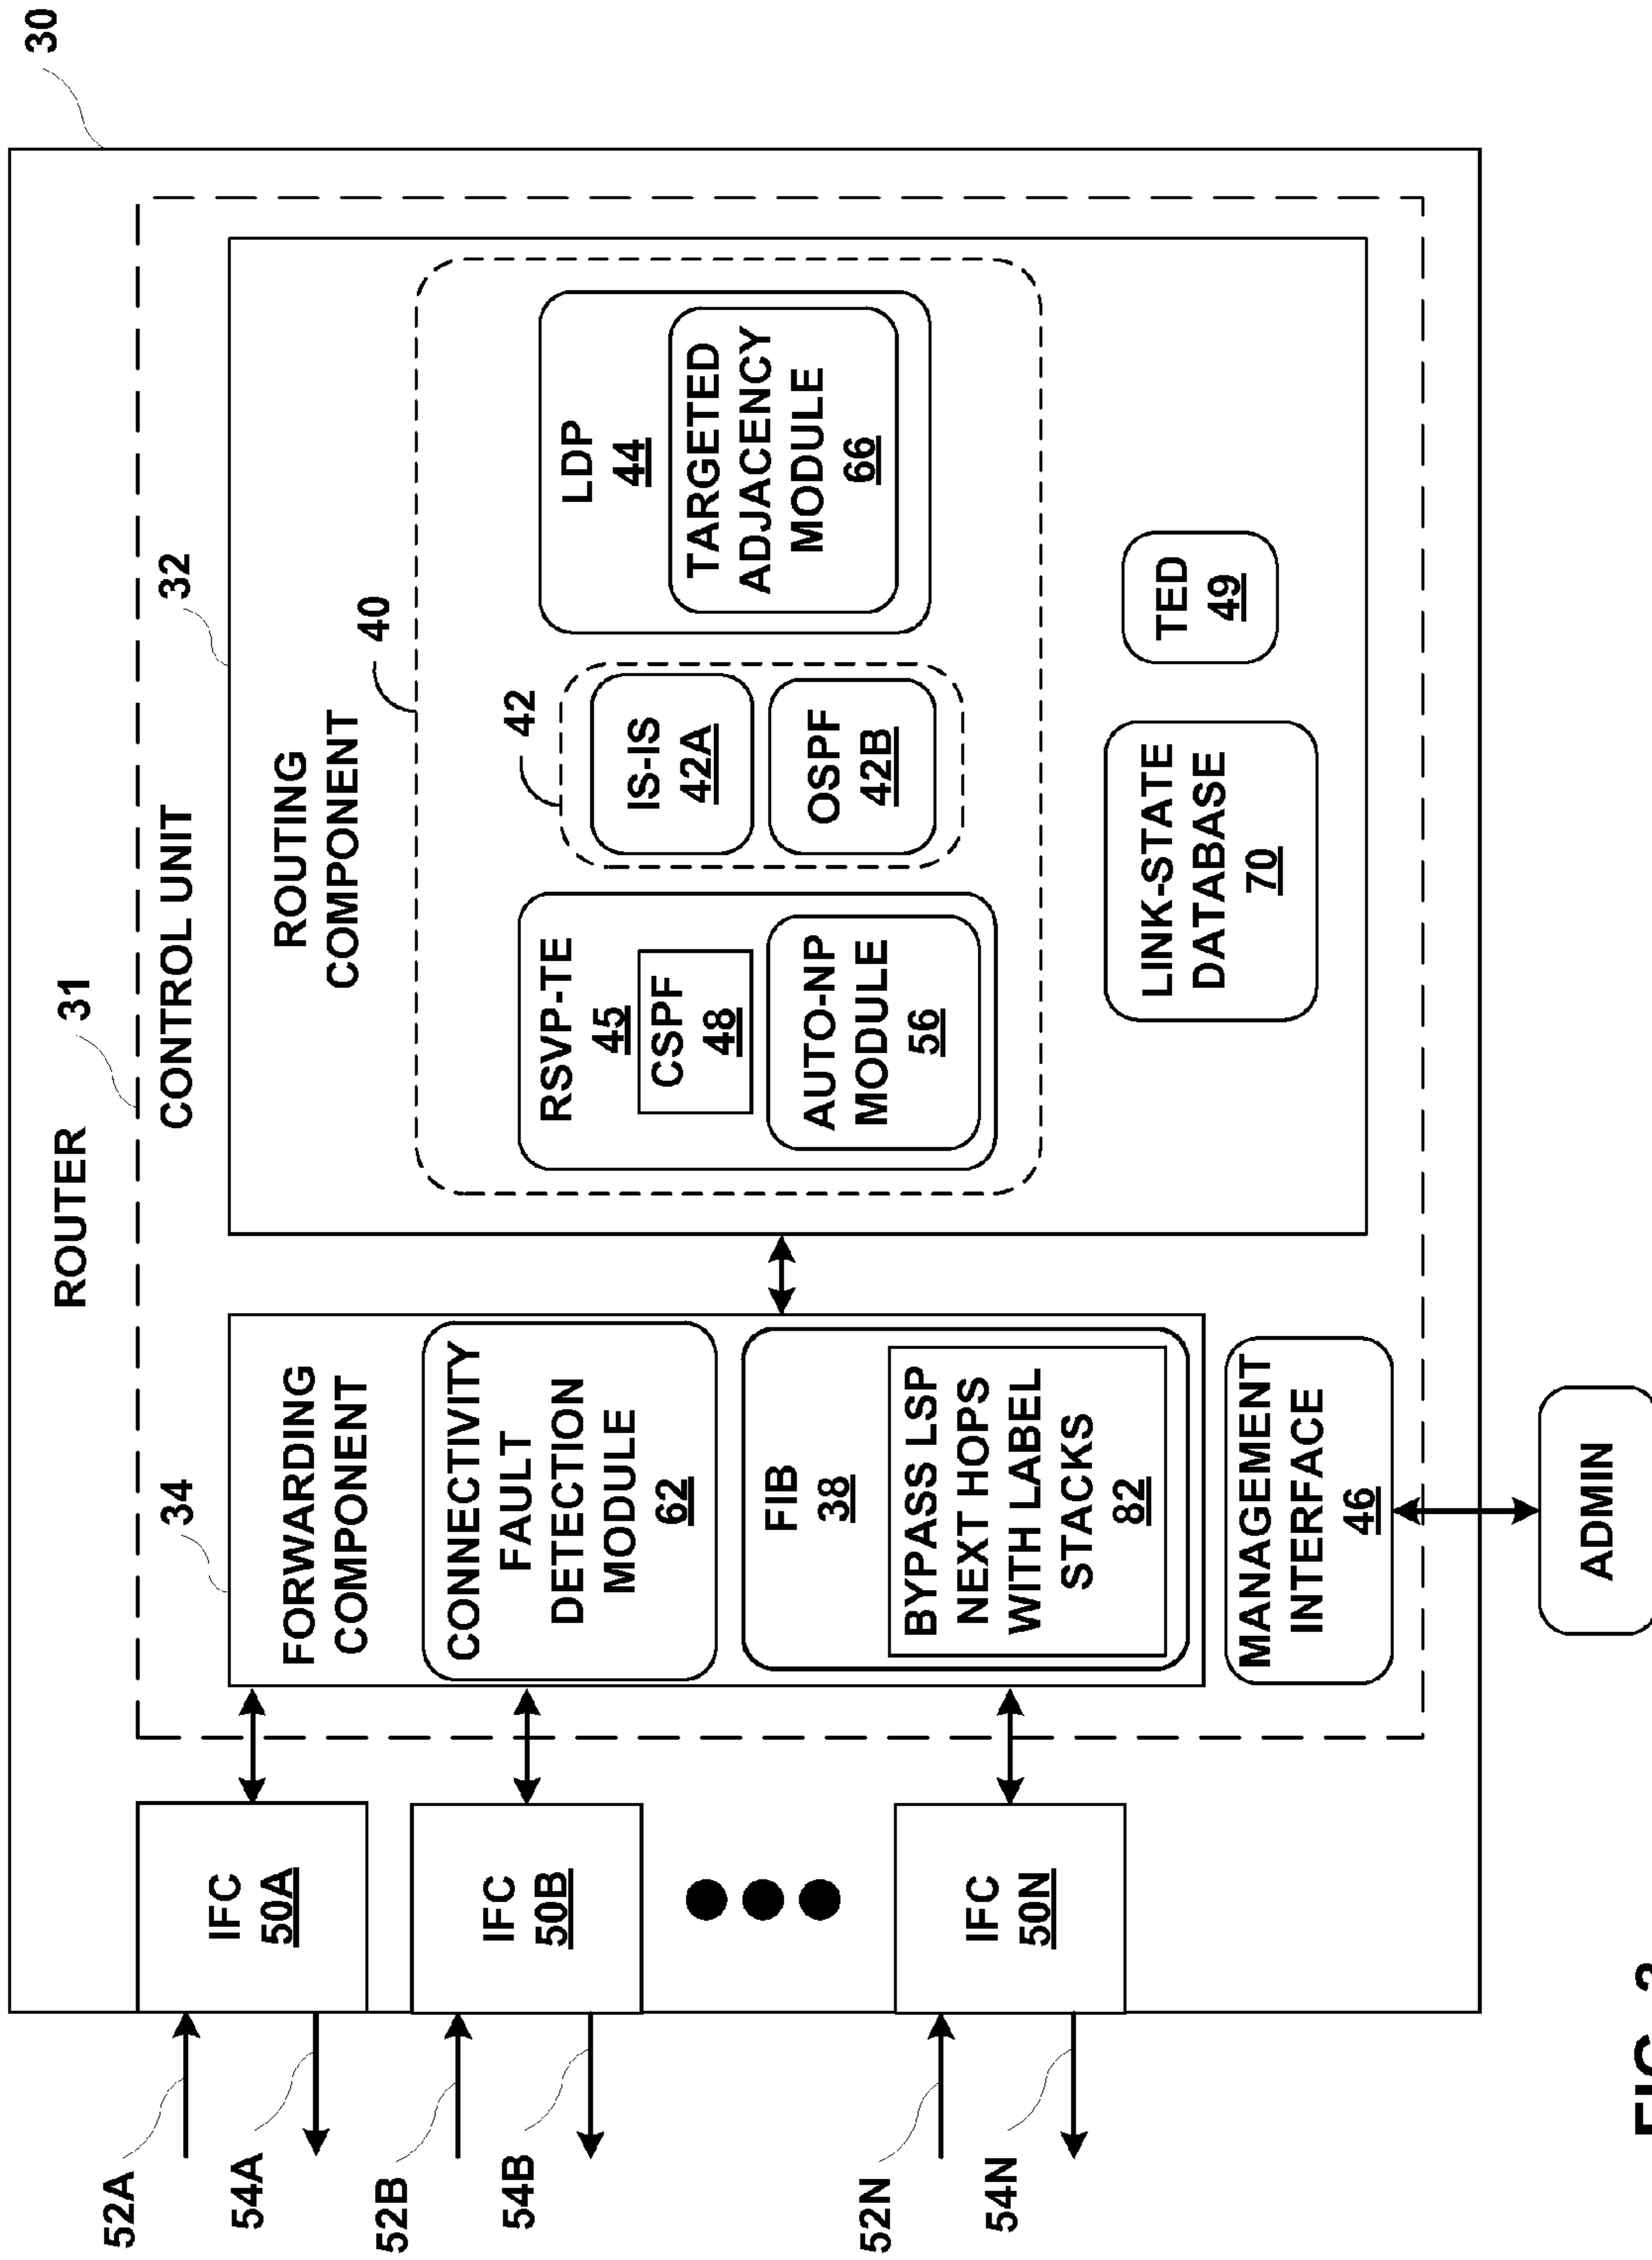 30
ROUTER
31
CONTROL UNIT
32
ROUTING
COMPONENT
40
RSVP-TE
45
CSPF
48
AUTO-NP
MODULE
56
42
IS-IS
42A
OSPF
42B
LDP
44
TARGETED
ADJACENCY
MODULE
66
LINK-STATE
DATABASE
70
TED
49
34
FORWARDING
COMPONENT
CONNECTIVITY
FAULT
DETECTION
MODULE
62
FIB
38
BYPASS LSP
NEXT HOPS
WITH LABEL
STACKS
82
MANAGEMENT
INTERFACE
46
ADMIN
IFC
50A
IFC
50B
IFC
50N
52A
54A
52B
54B
52N
54N
FIG.